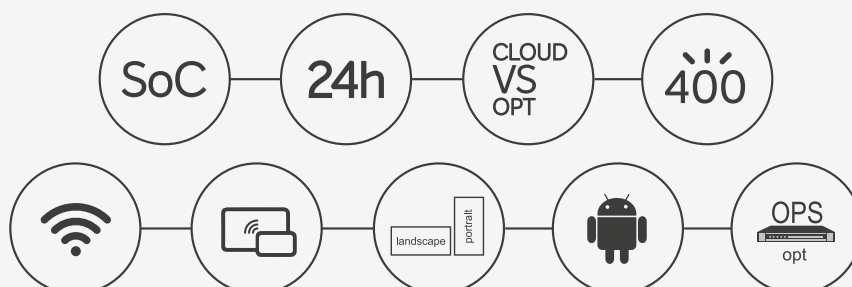 SoC
24h
CLOUD
VS
OPT
400
landscape
portrait
OPS
opt